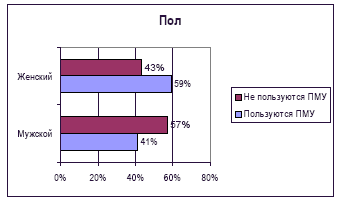 Пол
Женский
43%
59%
Мужской
57%
41%
0% 20% 40% 60% 80%
Не пользуются ПМУ
Пользуются ПМУ